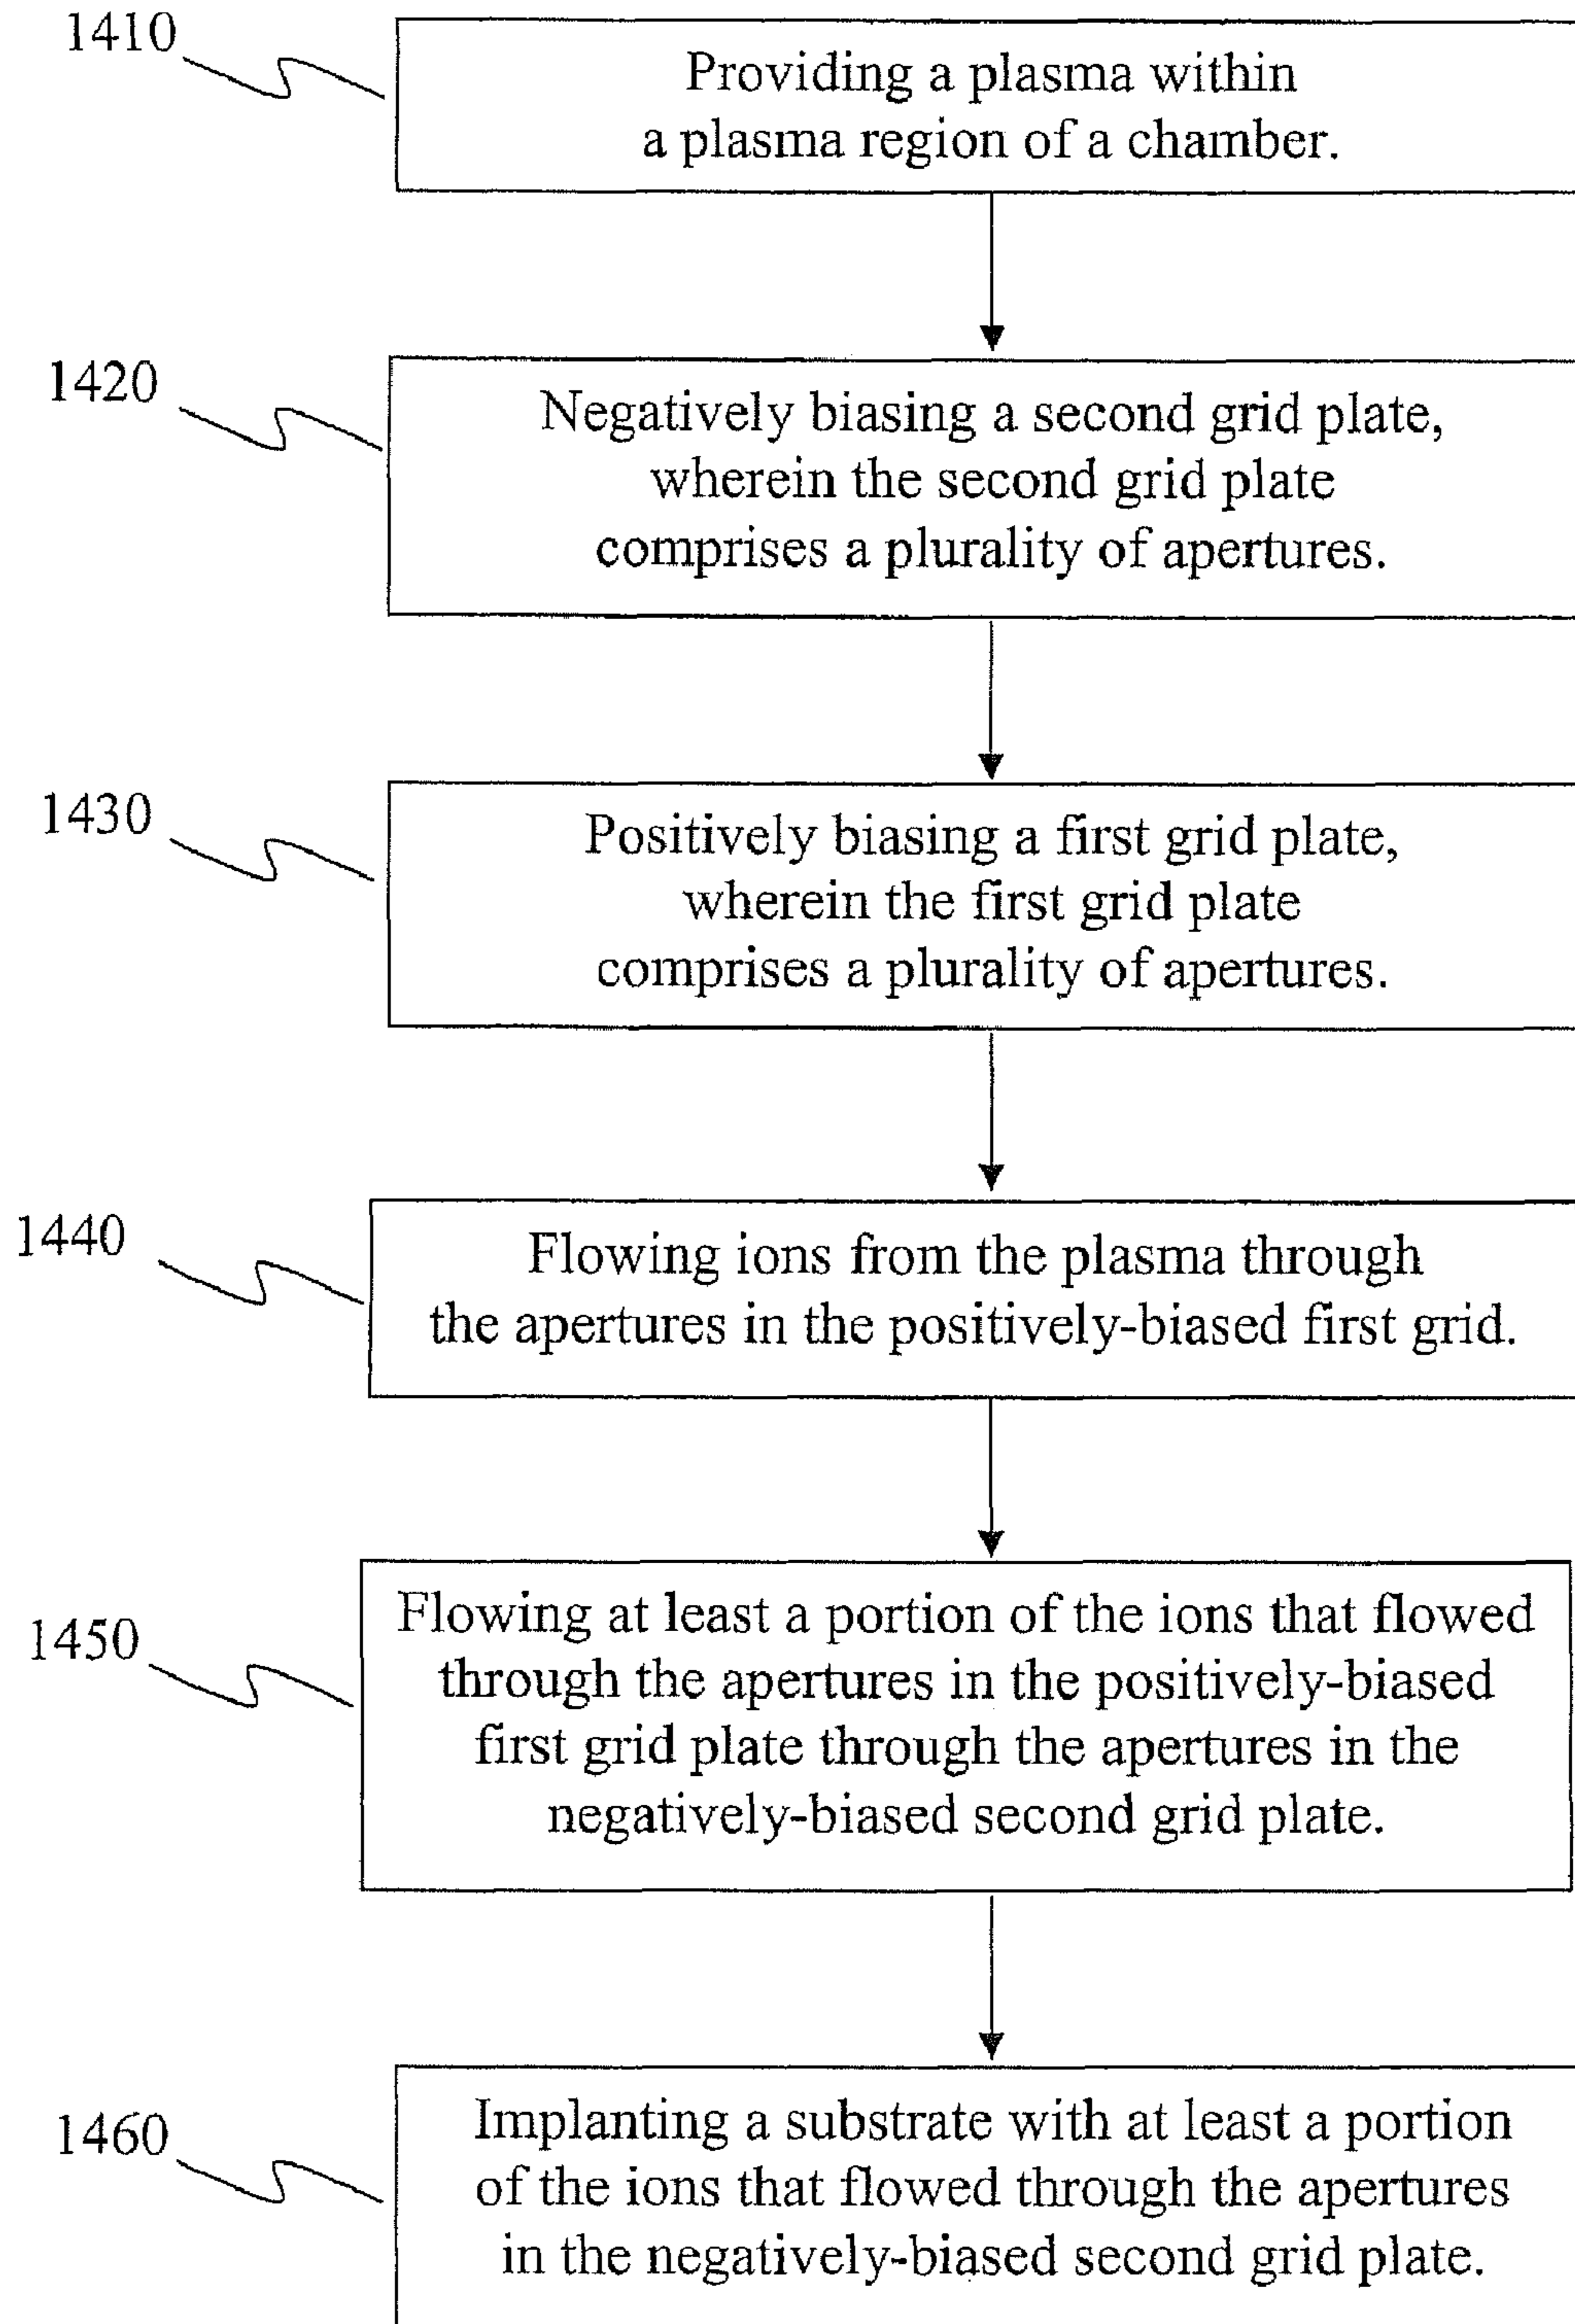 1410
Providing a plasma within
a plasma region of a chamber.
1420
Negatively biasing a second grid plate,
wherein the second grid plate
comprises a plurality of apertures.
1430
Positively biasing a first grid plate,
wherein the first grid plate
comprises a plurality of apertures.
1440
Flowing ions from the plasma through
the apertures in the positively-biased first grid.
1450
Flowing at least a portion of the ions that flowed
through the apertures in the positively-biased
first grid plate through the apertures in the
negatively-biased second grid plate.
1460
Implanting a substrate with at least a portion
of the ions that flowed through the apertures
in the negatively-biased second grid plate.